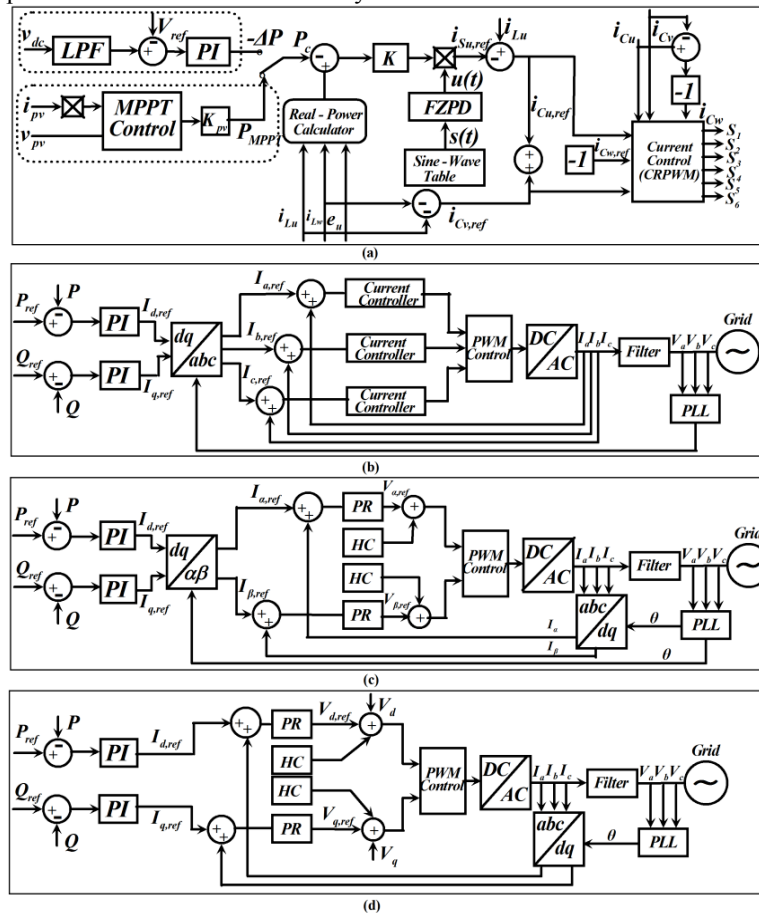 V_ref
v_dc LPF PI -ΔP P_c K i_Su,ref i_Lu
i_Cu i_Cv
u(t) -1
i_pv MPPT Control K_pv P_MPPT
v_pv
Real - Power Calculator
FZPD
s(t)
Sine - Wave Table
i_Cu,ref
-1 i_Cw,ref
i_Cw
Current Control (CRPWM)
S_1
S_2
S_3
S_4
S_5
S_6
i_Lu i_Lw e_u i_Cv,ref
(a)
P_ref P PI I_d,ref
Q_ref Q PI I_q,ref
dq abc
I_a,ref Current Controller
I_b,ref Current Controller
I_c,ref Current Controller
PWM Control DC AC I_a I_b I_c Filter V_a V_b V_c Grid
PLL
(b)
P_ref P PI I_d,ref
Q_ref Q PI I_q,ref
dq αβ
I_α,ref PR V_α,ref
HC
HC
I_β,ref PR V_β,ref
PWM Control DC AC I_a I_b I_c Filter V_a V_b V_c Grid
I_α abc dq θ PLL
I_β θ
(c)
P_ref P PI I_d,ref
Q_ref Q PI I_q,ref
PR V_d,ref V_d
HC
HC
PR V_q,ref V_q
PWM Control DC AC I_a I_b I_c Filter V_a V_b V_c Grid
abc dq θ PLL
(d)